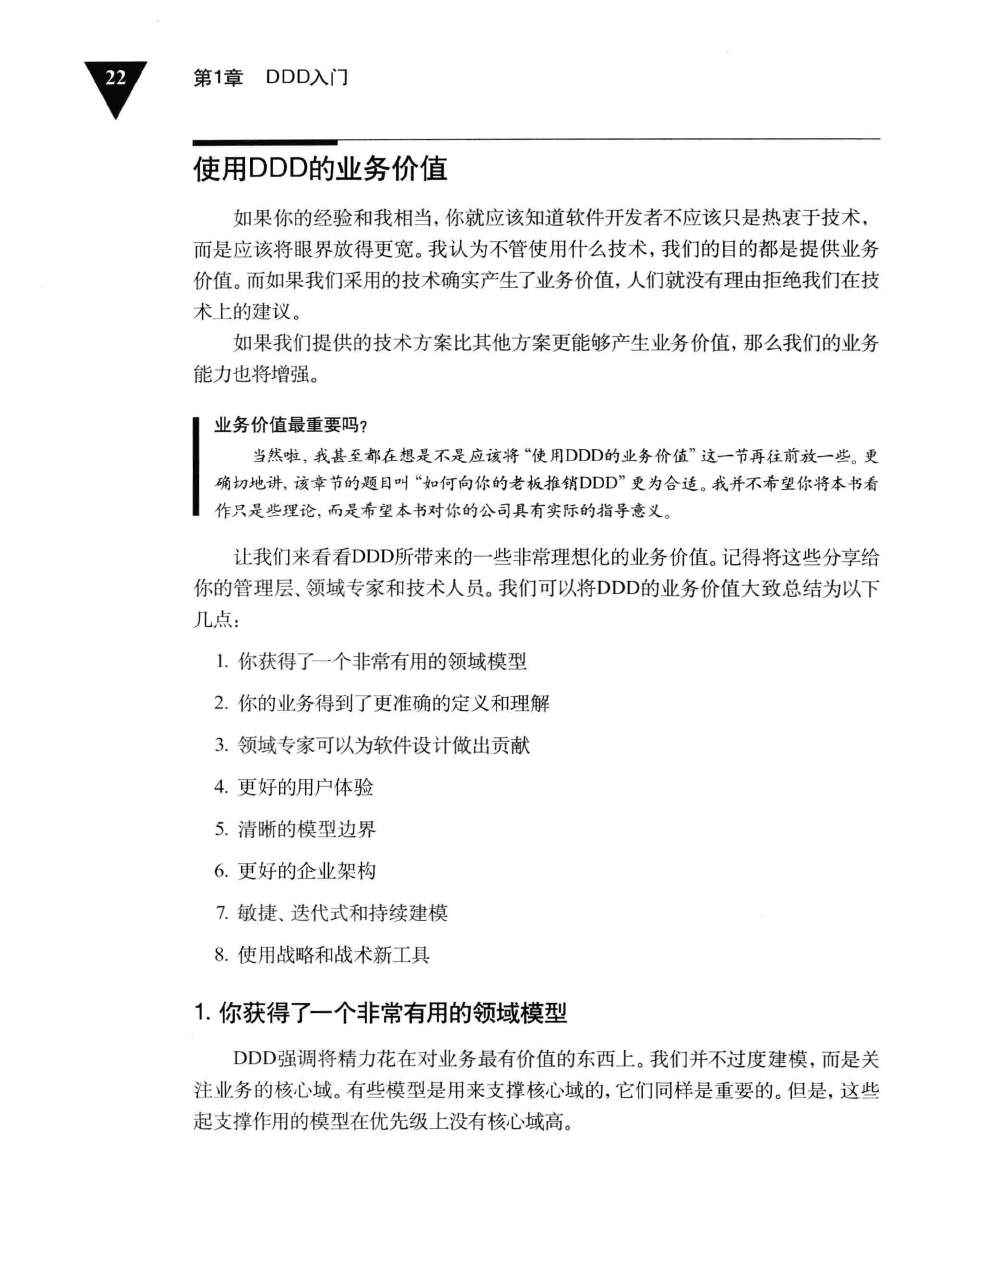 22
第1章 DDD入门
使用DDD的业务价值
如果你的经验和我相当，你就应该知道软件开发者不应该只是热衷于技术，
而是应该将眼界放得更宽。我认为不管使用什么技术，我们的目的都是提供业务
价值。而如果我们采用的技术确实产生了业务价值，人们就没有理由拒绝我们在技
术上的建议。
如果我们提供的技术方案比其他方案更能够产生业务价值，那么我们的业务
能力也将增强。
业务价值最重要吗?
当然啦，我甚至都在想是不是应该将“使用DDD的业务价值”这一节再往前放一些。更
确切地讲，该章节的题目叫“如何向你的老板推销DDD”更为合适。我并不希望你将本书看
作只是些理论，而是希望本书对你的公司具有实际的指导意义。
让我们来看看DDD所带来的一些非常理想化的业务价值。记得将这些分享给
你的管理层、领域专家和技术人员。我们可以将DDD的业务价值大致总结为以下
几点：
1. 你获得了一个非常有用的领域模型
2. 你的业务得到了更准确的定义和理解
3. 领域专家可以为软件设计做出贡献
4. 更好的用户体验
5. 清晰的模型边界
6. 更好的企业架构
7. 敏捷、迭代式和持续建模
8. 使用战略和战术新工具
1. 你获得了一个非常有用的领域模型
DDD强调将精力花在对业务最有价值的东西上。我们并不过度建模，而是关
注业务的核心域。有些模型是用来支撑核心域的，它们同样是重要的。但是，这些
起支撑作用的模型在优先级上没有核心域高。